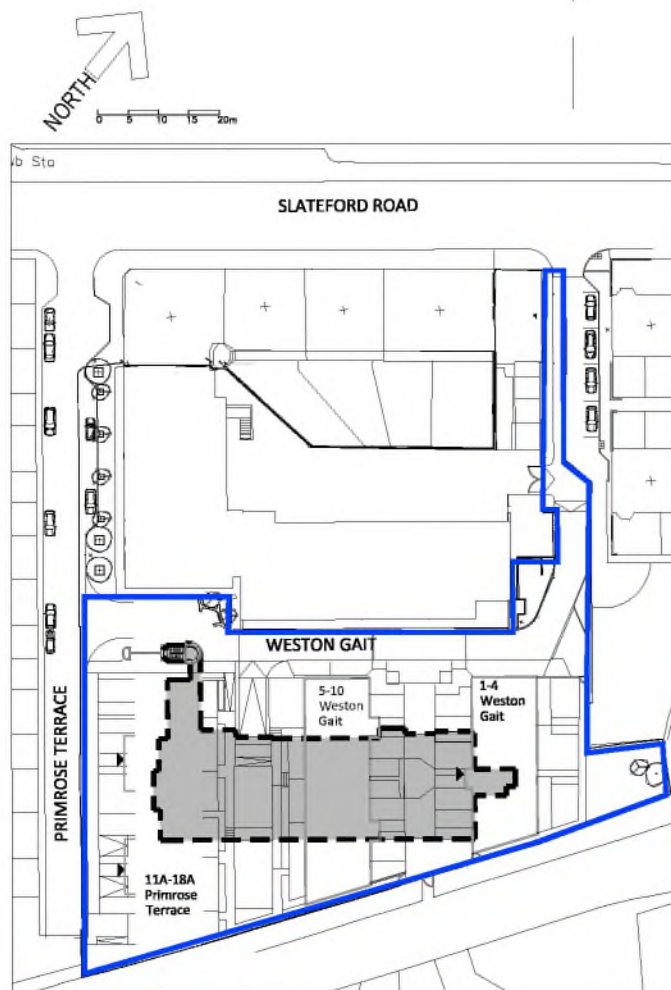 NORTH
0 5 10 15 20m
ub Sta
SLATEFORD ROAD
WESTON GAIT
5-10
Weston
Gait
1-4
Weston
Gait
PRIMROSE TERRACE
11A-18A
Primrose
Terrace